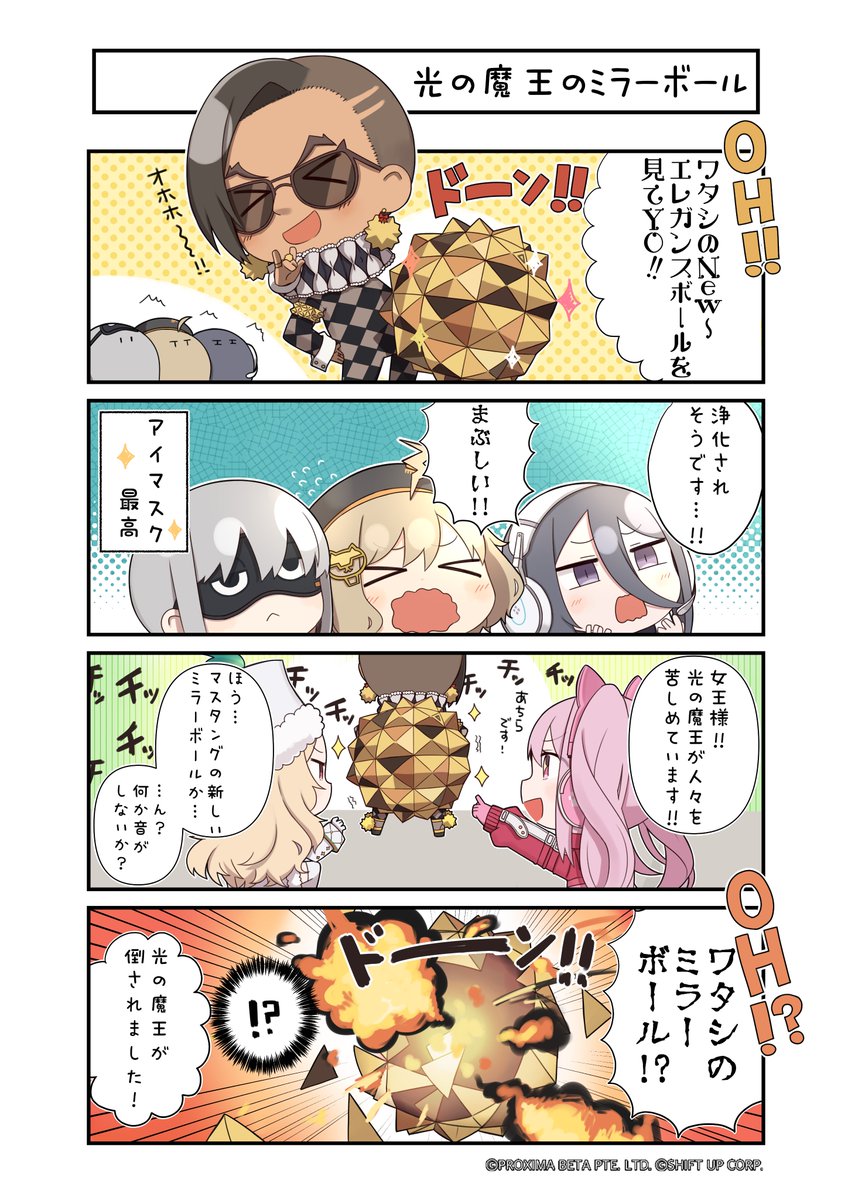 光の魔王のミラーボール
OH!!
ワタシのNew〜
エレガンスボールを
見てYO!!
ドーン!!
オホホ〜〜!!
浄化され
そうです…!!
まぶしい!!
アイマスク
最高
女王様!!
光の魔王が人々を
苦しめています!!
あちら
です!
チッ
チッ
チッ
チッ
チッ
チッ
チッ
ほう…
マスタングの新しい
ミラーボールか…
…ん?
何か音が
しないか?
OH!?
ワタシの
ミラー
ボール!?
ドーーン!!
!?
光の魔王が
倒されました!
©PROXIMA BETA PTE. LTD. ©SHIFT UP CORP.